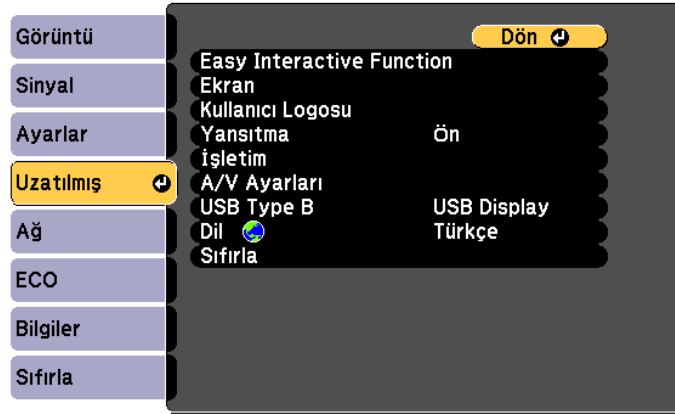 Görüntü
Sinyal
Ayarlar
Uzatılmış
Ağ
ECO
Bilgiler
Sıfırla
Dön
Easy Interactive Function
Ekran
Kullanıcı Logosu
Yansıtma Ön
İşletim
A/V Ayarları
USB Type B USB Display
Dil Türkçe
Sıfırla